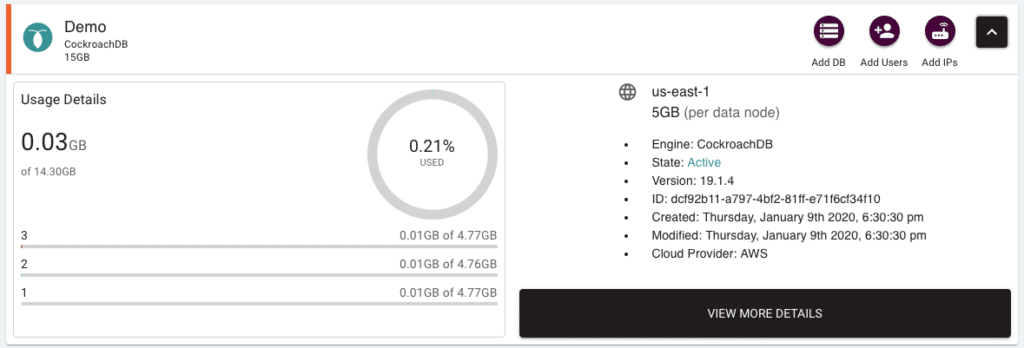 Demo
CockroachDB
15GB
Add DB
Add Users
Add IPs
Usage Details
0.03GB
of 14.30GB
0.21%
USED
3 0.01GB of 4.77GB
2 0.01GB of 4.76GB
1 0.01GB of 4.77GB
us-east-1
5GB (per data node)
• Engine: CockroachDB
• State: Active
• Version: 19.1.4
• ID: dcf92b11-a797-4bf2-81ff-e71f6cf34f10
• Created: Thursday, January 9th 2020, 6:30:30 pm
• Modified: Thursday, January 9th 2020, 6:30:30 pm
• Cloud Provider: AWS
VIEW MORE DETAILS